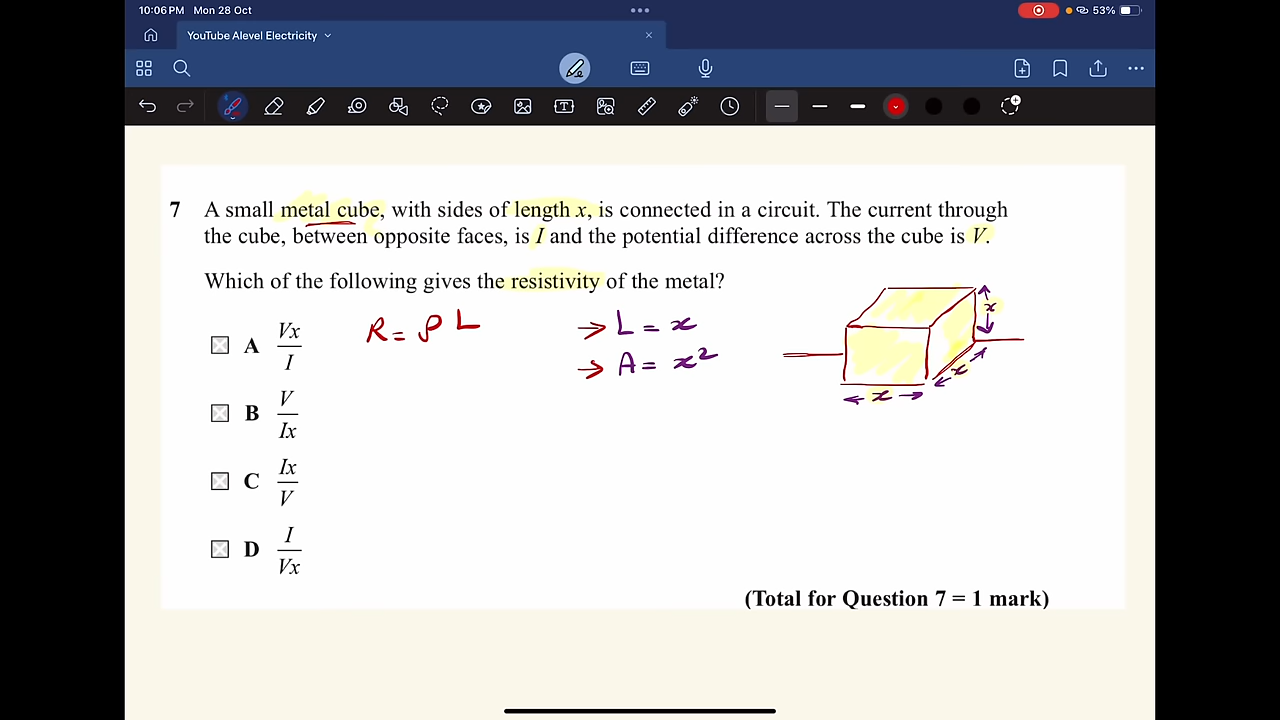 10:06 PM Mon 28 Oct
53%
YouTube Alevel Electricity
7 A small metal cube, with sides of length x, is connected in a circuit. The current through
the cube, between opposite faces, is I and the potential difference across the cube is V.
Which of the following gives the resistivity of the metal?
R = ρ L
→ L = x
→ A = x²
x
x
x
A Vx/I
B V/Ix
C Ix/V
D I/Vx
(Total for Question 7 = 1 mark)